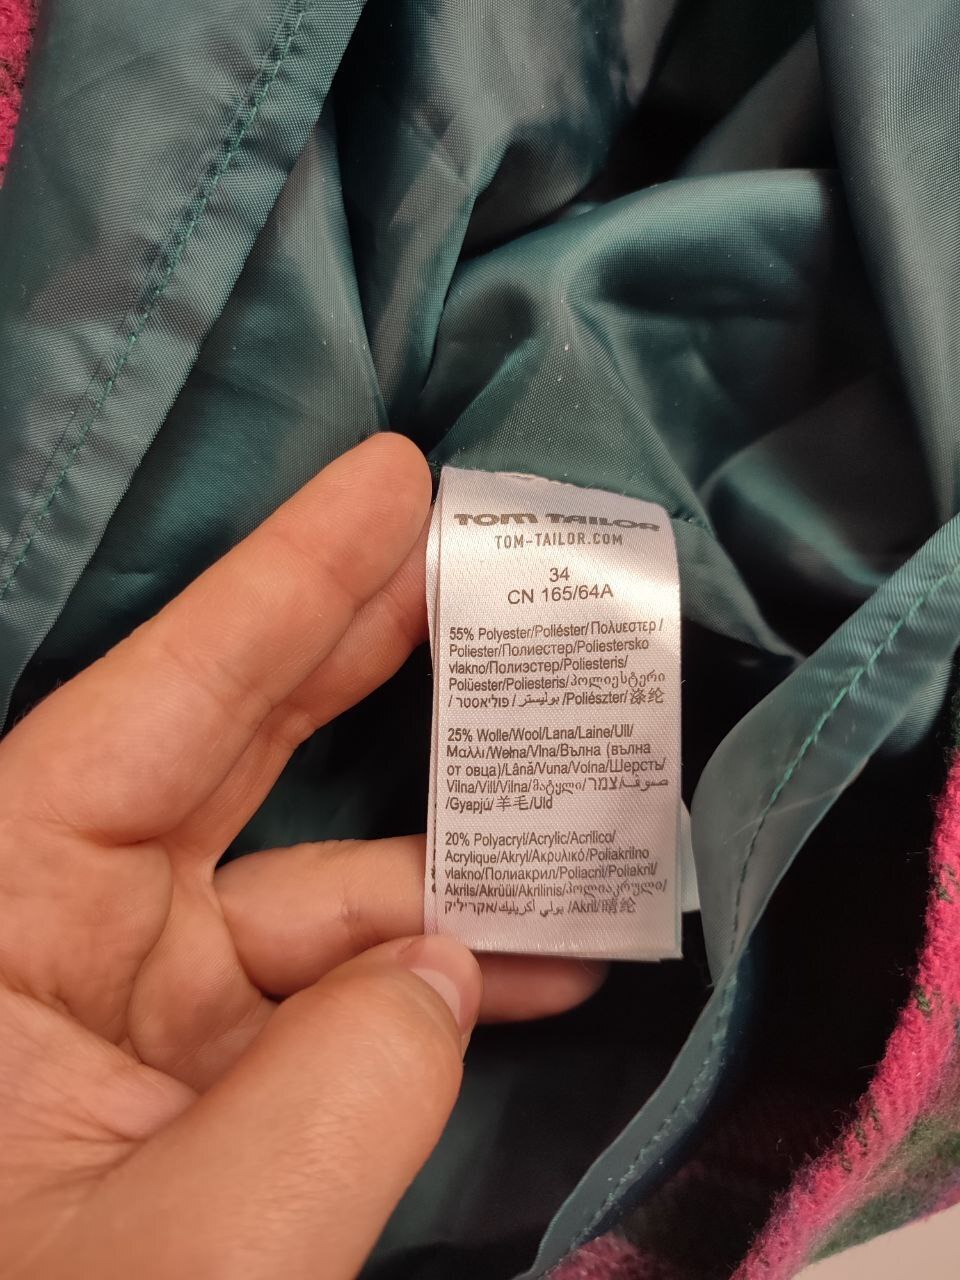 TOM TAILOR
TOM-TAILOR.COM
34
CN 165/64A
55% Polyester/Poliéster/Πολυεστερ/
Poliester/Полиестер/Poliestersko
vlakno/Полиэстер/Poliesteris/
Polüester/Poliesteris/პოლიესტერი
/פוליאסטר/بوليستر/Poliészter/涤纶
25% Wolle/Wool/Lana/Laine/Ull/
Μαλλι/Wełna/Vlna/Вълна (вълна
от овца)/Lână/Vuna/Volna/Шерсть/
Vilna/Vill/Vilna/მატყლი/צמר/صوف
/Gyapjú/羊毛/Uld
20% Polyacryl/Acrylic/Acrílico/
Acrylique/Akryl/Ακρυλικό/Poliakrilno
vlakno/Полиакрил/Poliacril/Poliakril/
Akrils/Akrüül/Akrilinis/პოლიაკრული/
אקריליק/بولي أكريليك/Akril/腈纶